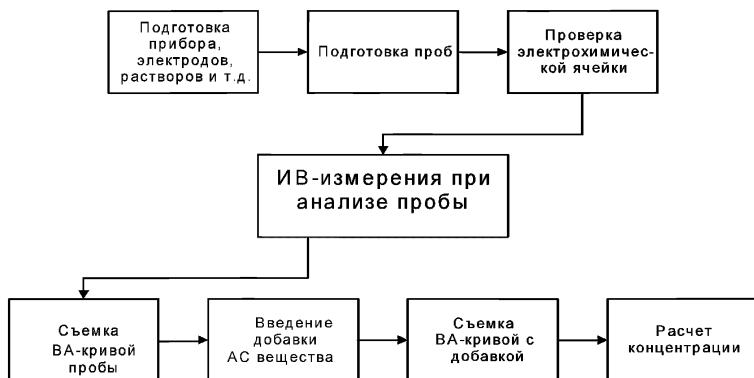 Подготовка
прибора,
электродов,
растворов и т.д.
Подготовка проб
Проверка
электрохимичес-
кой ячейки
ИВ-измерения при
анализе пробы
Съемка
ВА-кривой
пробы
Введение
добавки
АС вещества
Съемка
ВА-кривой с
добавкой
Расчет
концентрации